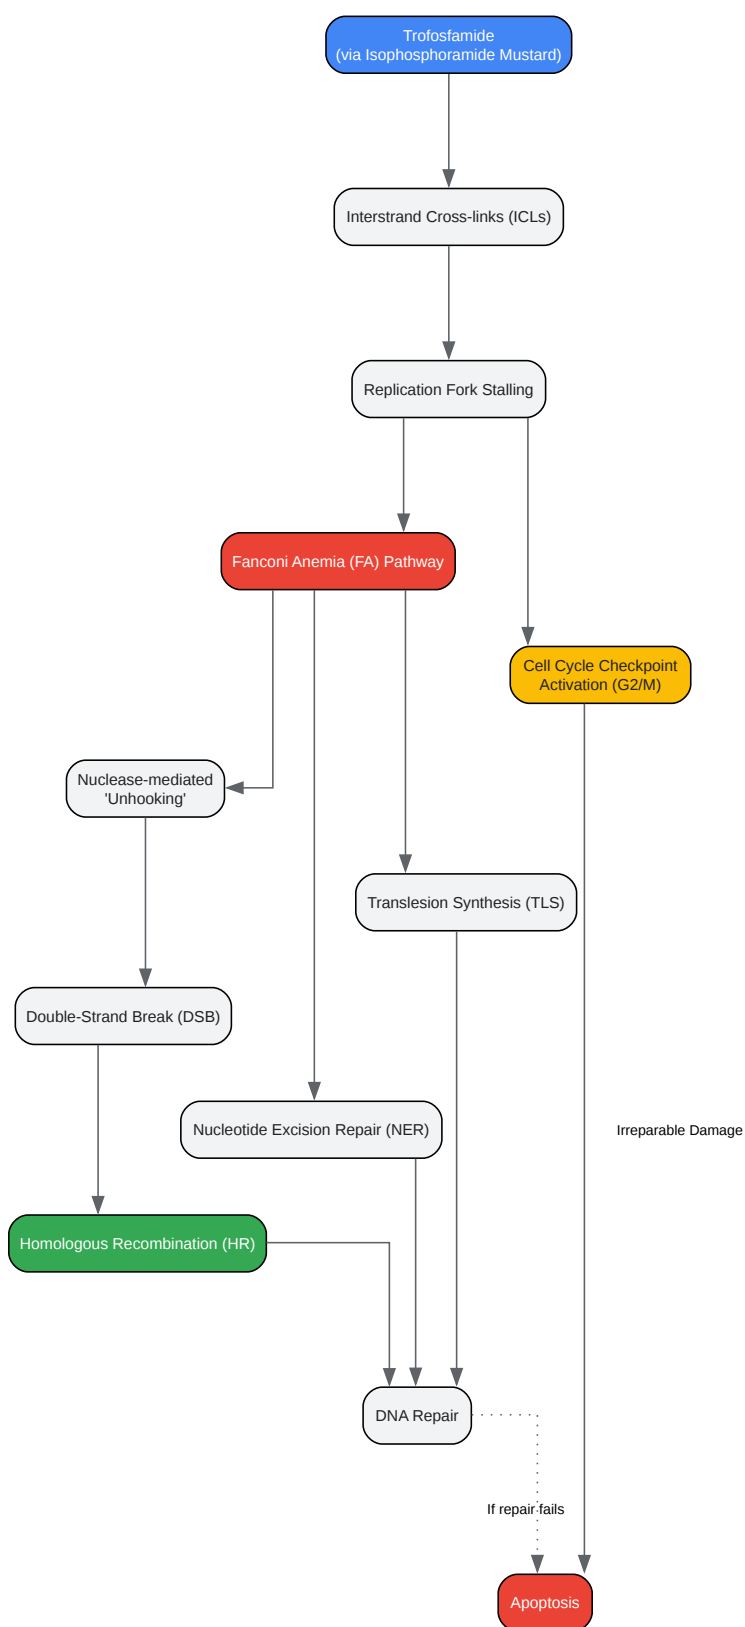 Trofosfamide
(via Isophosphoramide Mustard)
Interstrand Cross-links (ICLs)
Replication Fork Stalling
Fanconi Anemia (FA) Pathway
Cell Cycle Checkpoint
Activation (G2/M)
Nuclease-mediated
'Unhooking'
Translesion Synthesis (TLS)
Double-Strand Break (DSB)
Nucleotide Excision Repair (NER)
Irreparable Damage
Homologous Recombination (HR)
DNA Repair
If repair fails
Apoptosis